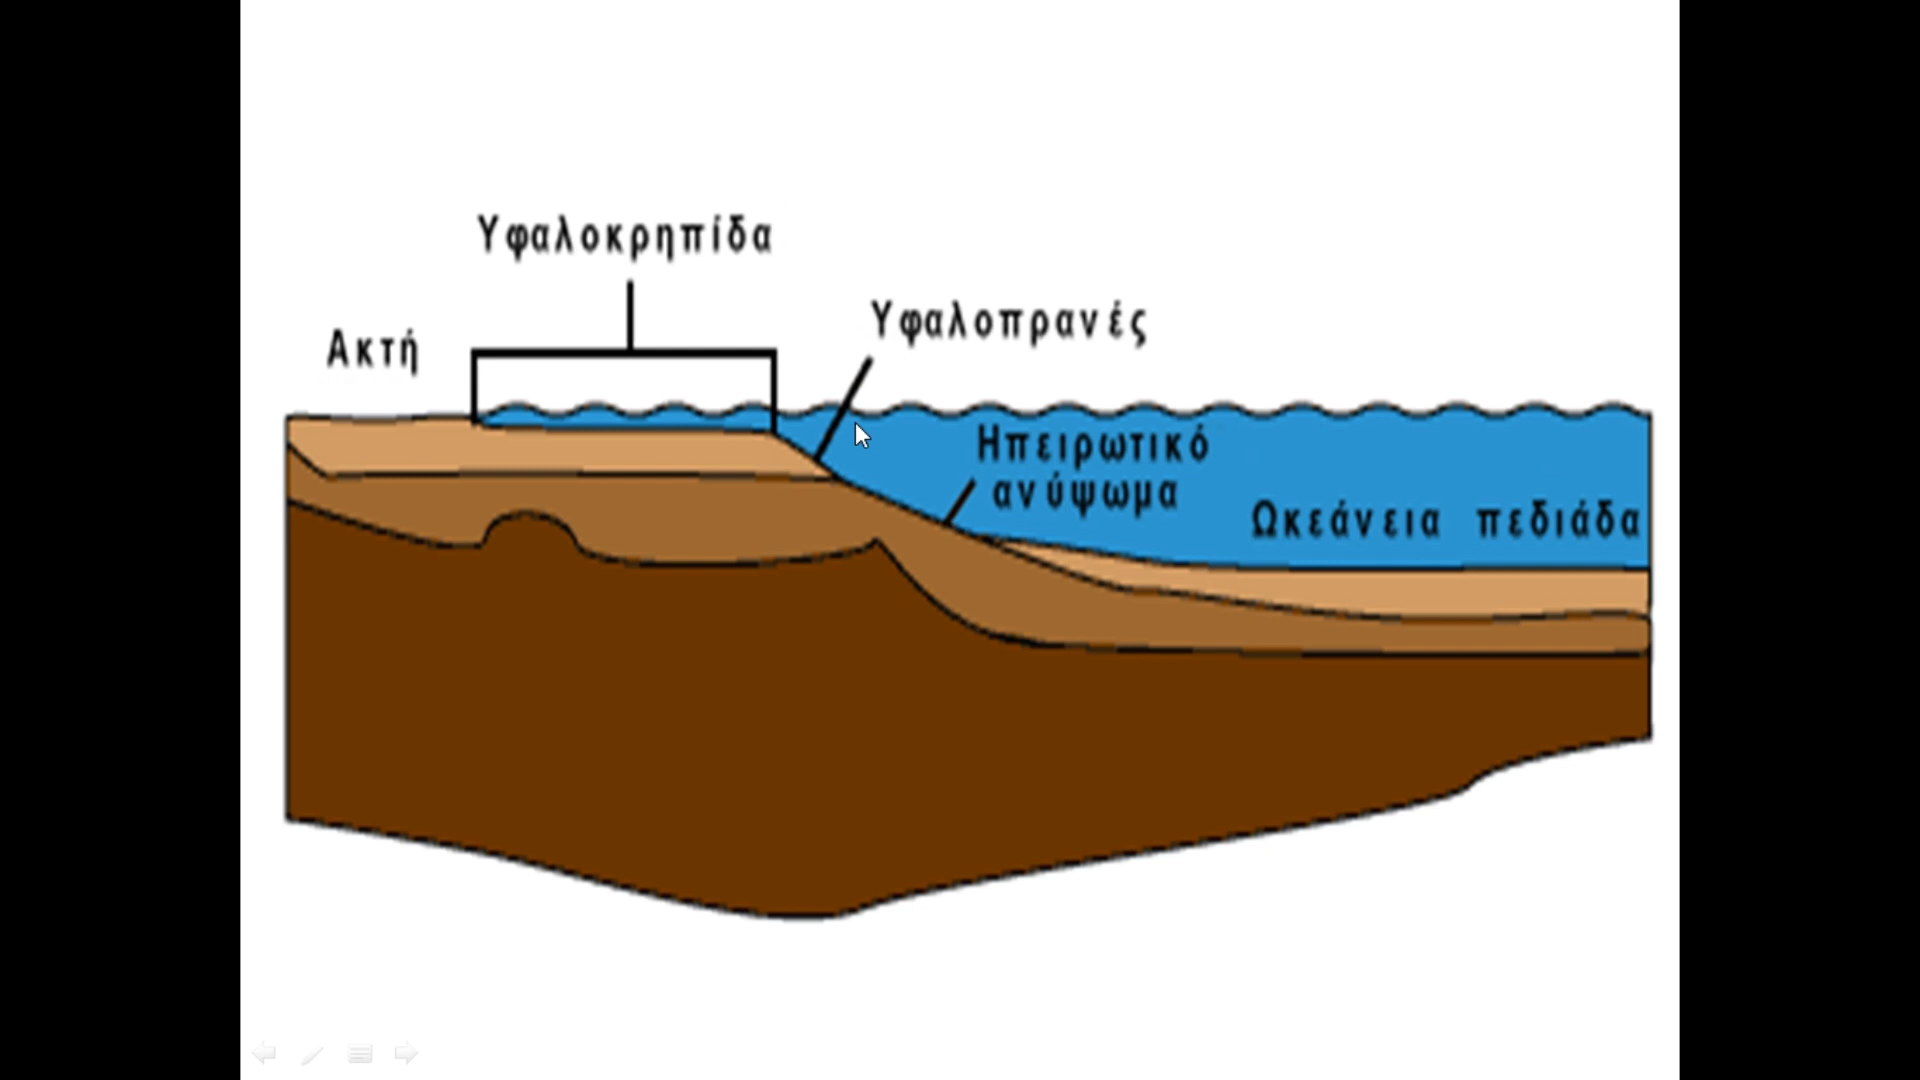 Υφαλοκρηπίδα
Υφαλοπρανές
Ακτή
Ηπειρωτικό
ανύψωμα
Ωκεάνεια πεδιάδα